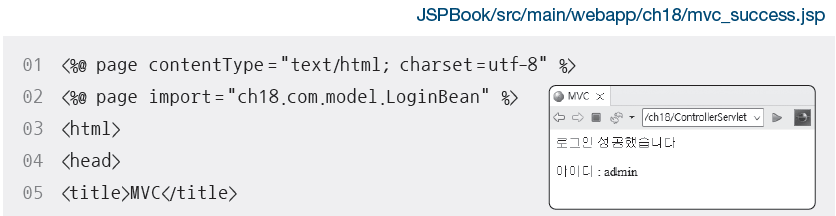 JSPBook/src/main/webapp/ch18/mvc_success.jsp
01 <%@ page contentType="text/html; charset=utf-8" %>
02 <%@ page import="ch18.com.model.LoginBean" %>
03 <html>
04 <head>
05 <title>MVC</title>
MVC
/ch18/ControllerServlet
로그인 성공했습니다
아이디 : admin